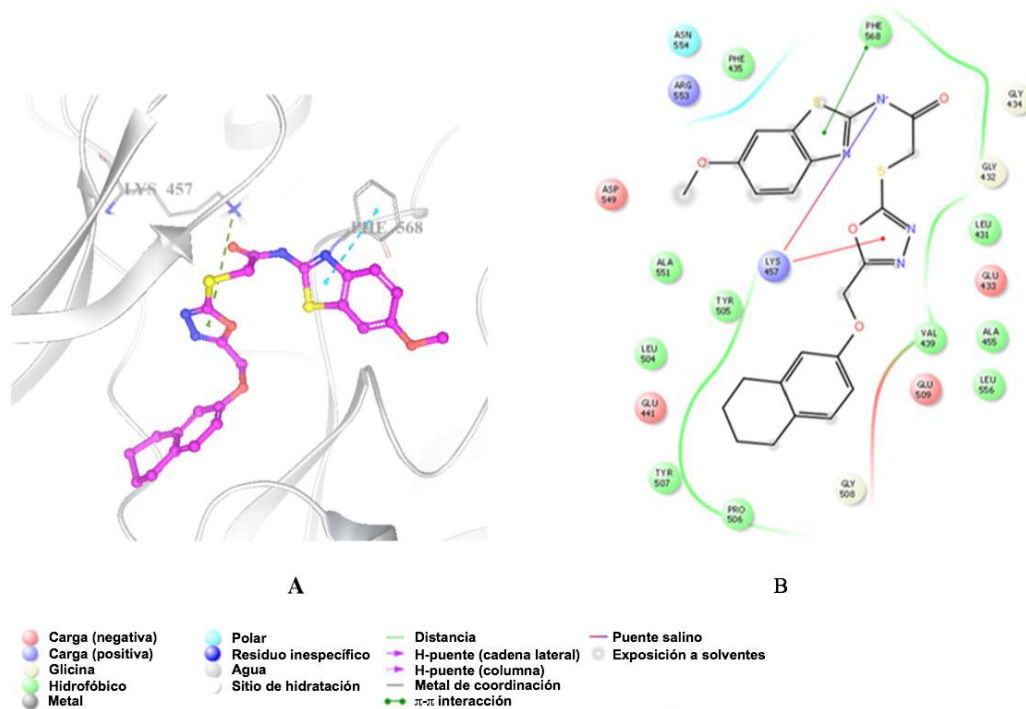 LYS 457
PHE 568
A
ASN
554
PHE
568
PHE
435
ARG
553
GLY
434
S
N-
O
N
O
S
GLY
432
ASP
549
O
N
N
LEU
431
LYS
457
ALA
551
GLU
433
TYR
505
O
VAL
439
ALA
455
LEU
504
GLU
509
LEU
556
GLU
441
TYR
507
GLY
508
PRO
506
B
Carga (negativa)
Carga (positiva)
Glicina
Hidrofóbico
Metal
Polar
Residuo inespecífico
Agua
Sitio de hidratación
Distancia
H-puente (cadena lateral)
H-puente (columna)
Metal de coordinación
π-π interacción
Puente salino
Exposición a solventes